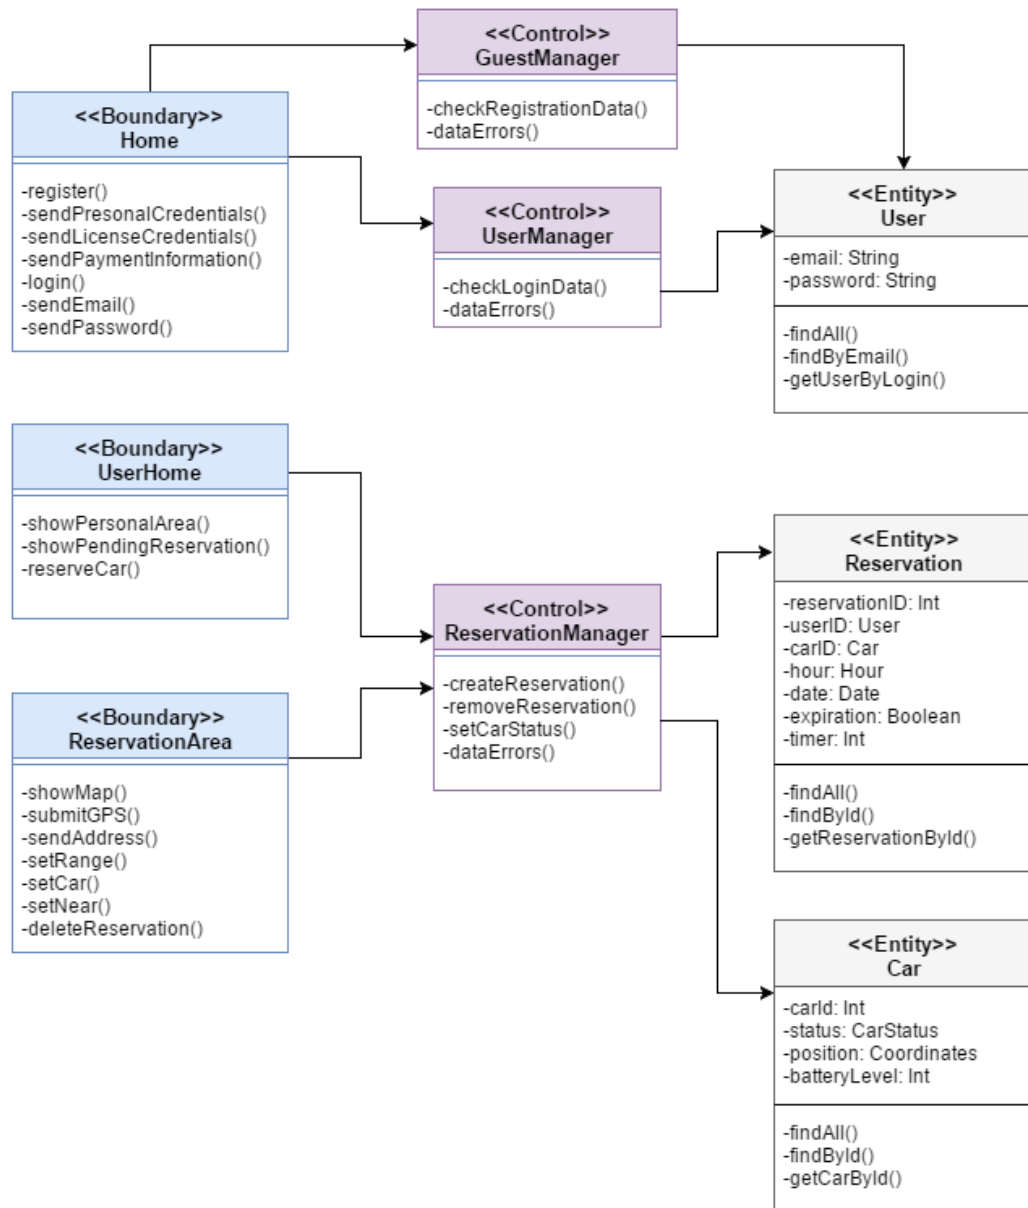 <<Control>>
GuestManager
-checkRegistrationData()
-dataErrors()
<<Boundary>>
Home
-register()
-sendPresonalCredentials()
-sendLicenseCredentials()
-sendPaymentInformation()
-login()
-sendEmail()
-sendPassword()
<<Control>>
UserManager
-checkLoginData()
-dataErrors()
<<Entity>>
User
-email: String
-password: String
-findAll()
-findByEmail()
-getUserByLogin()
<<Boundary>>
UserHome
-showPersonalArea()
-showPendingReservation()
-reserveCar()
<<Control>>
ReservationManager
-createReservation()
-removeReservation()
-setCarStatus()
-dataErrors()
<<Entity>>
Reservation
-reservationID: Int
-userID: User
-carID: Car
-hour: Hour
-date: Date
-expiration: Boolean
-timer: Int
-findAll()
-findById()
-getReservationById()
<<Boundary>>
ReservationArea
-showMap()
-submitGPS()
-sendAddress()
-setRange()
-setCar()
-setNear()
-deleteReservation()
<<Entity>>
Car
-carId: Int
-status: CarStatus
-position: Coordinates
-batteryLevel: Int
-findAll()
-findById()
-getCarById()